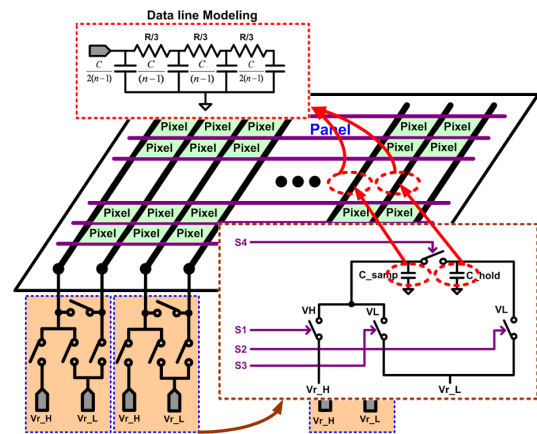 Data line Modeling
R/3 R/3 R/3
C C C C
2(n−1) (n−1) (n−1) 2(n−1)
Pixel Pixel Pixel Pixel Pixel
Panel
Pixel Pixel Pixel Pixel Pixel
Pixel Pixel Pixel Pixel
Pixel Pixel Pixel Pixel
S4
C_samp C_hold
VH VL VL
S1
S2
S3
Vr_H Vr_L
Vr_H Vr_L Vr_H Vr_L